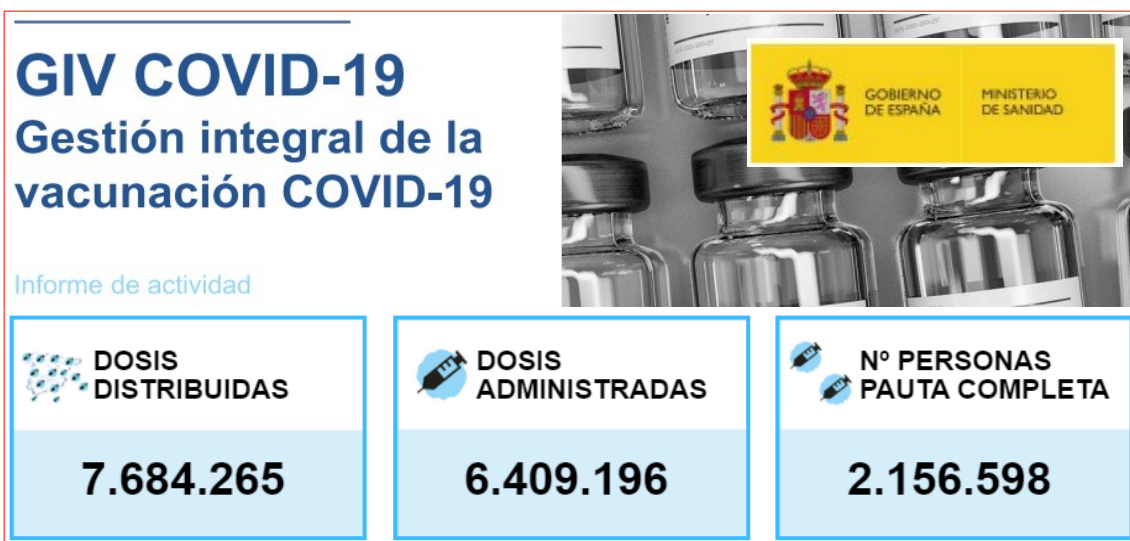 GIV COVID-19
Gestión integral de la
vacunación COVID-19
Informe de actividad
GOBIERNO
DE ESPAÑA
MINISTERIO
DE SANIDAD
DOSIS
DISTRIBUIDAS
7.684.265
DOSIS
ADMINISTRADAS
6.409.196
Nº PERSONAS
PAUTA COMPLETA
2.156.598